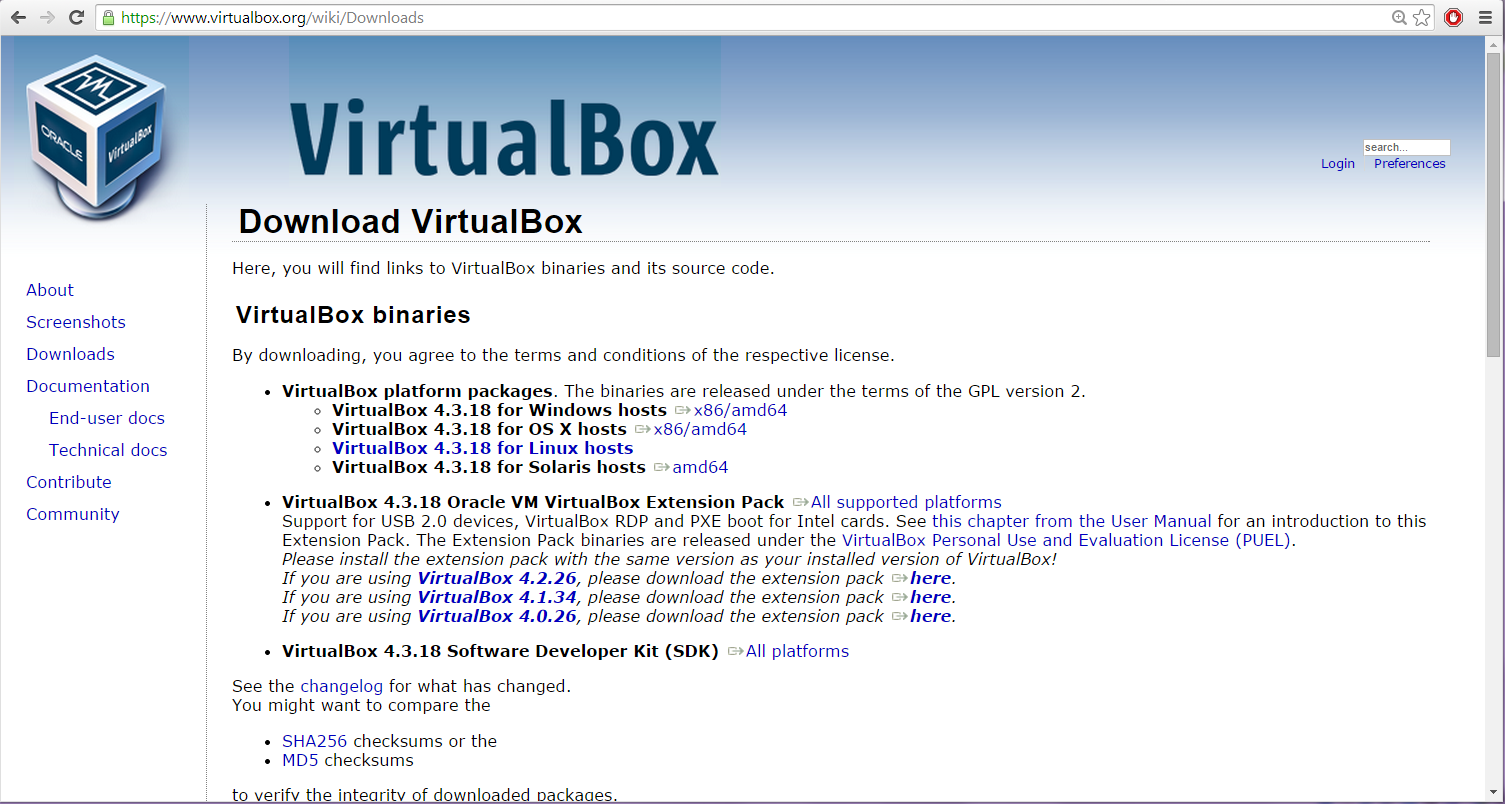 https://www.virtualbox.org/wiki/Downloads
ORACLE
VirtualBox
VirtualBox
search...
Login
Preferences
Download VirtualBox
Here, you will find links to VirtualBox binaries and its source code.
About
Screenshots
Downloads
Documentation
End-user docs
Technical docs
Contribute
Community
VirtualBox binaries
By downloading, you agree to the terms and conditions of the respective license.
• VirtualBox platform packages. The binaries are released under the terms of the GPL version 2.
◦ VirtualBox 4.3.18 for Windows hosts x86/amd64
◦ VirtualBox 4.3.18 for OS X hosts x86/amd64
◦ VirtualBox 4.3.18 for Linux hosts
◦ VirtualBox 4.3.18 for Solaris hosts amd64
• VirtualBox 4.3.18 Oracle VM VirtualBox Extension Pack All supported platforms
Support for USB 2.0 devices, VirtualBox RDP and PXE boot for Intel cards. See this chapter from the User Manual for an introduction to this
Extension Pack. The Extension Pack binaries are released under the VirtualBox Personal Use and Evaluation License (PUEL).
Please install the extension pack with the same version as your installed version of VirtualBox!
If you are using VirtualBox 4.2.26, please download the extension pack here.
If you are using VirtualBox 4.1.34, please download the extension pack here.
If you are using VirtualBox 4.0.26, please download the extension pack here.
• VirtualBox 4.3.18 Software Developer Kit (SDK) All platforms
See the changelog for what has changed.
You might want to compare the
• SHA256 checksums or the
• MD5 checksums
to verify the integrity of downloaded packages.